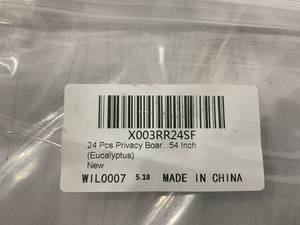 X003RR24SF
24 Pcs Privacy Boar...54 Inch
(Eucalyptus)
New
WIL0007 5.18 MADE IN CHINA